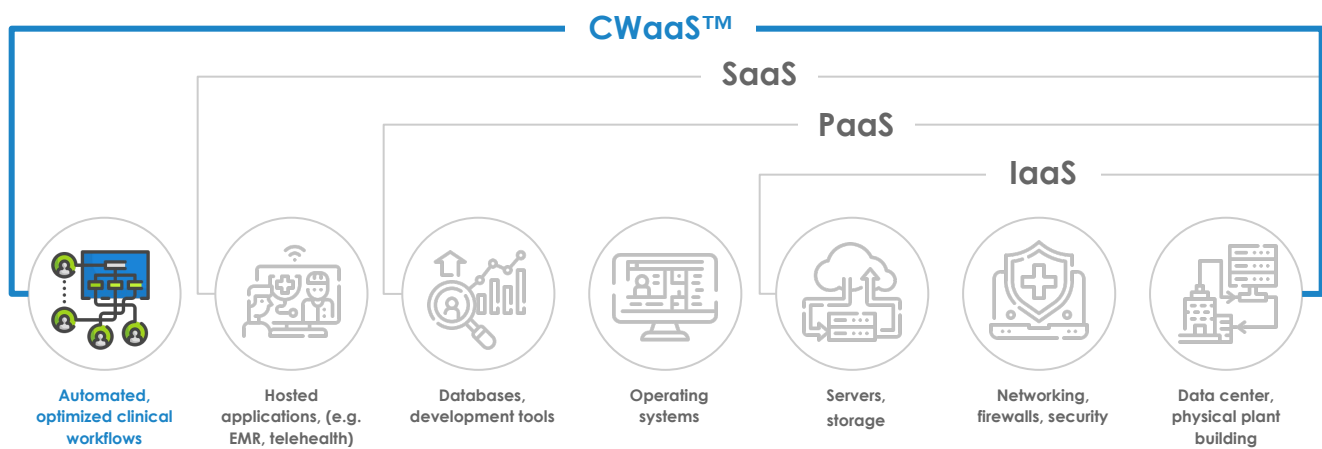 CWaaS™
SaaS
PaaS
IaaS
Automated,
optimized clinical
workflows
Hosted
applications, (e.g.
EMR, telehealth)
Databases,
development tools
Operating
systems
Servers,
storage
Networking,
firewalls, security
Data center,
physical plant
building